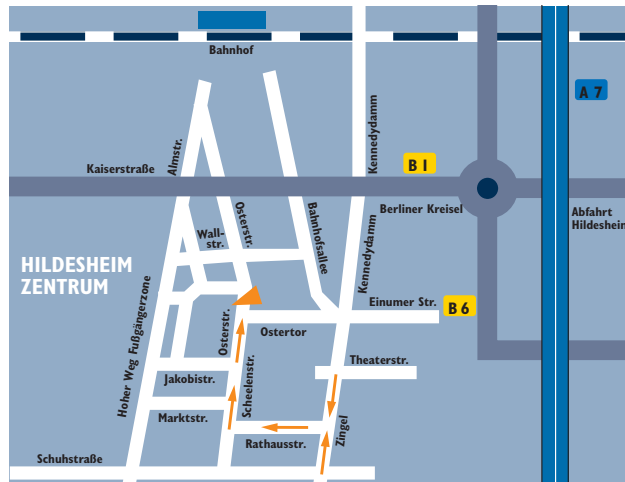 Bahnhof
A 7
Almstr.
Kennedydamm
Kaiserstraße
B 1
Berliner Kreisel
Abfahrt
Hildesheim
Osterstr.
Bahnhofsallee
Kennedydamm
Wall-
str.
HILDESHEIM
ZENTRUM
Hoher Weg Fußgängerzone
Einumer Str.
B 6
Osterstr.
Ostertor
Theaterstr.
Jakobistr.
Scheelenstr.
Marktstr.
Rathausstr.
Zingel
Schuhstraße